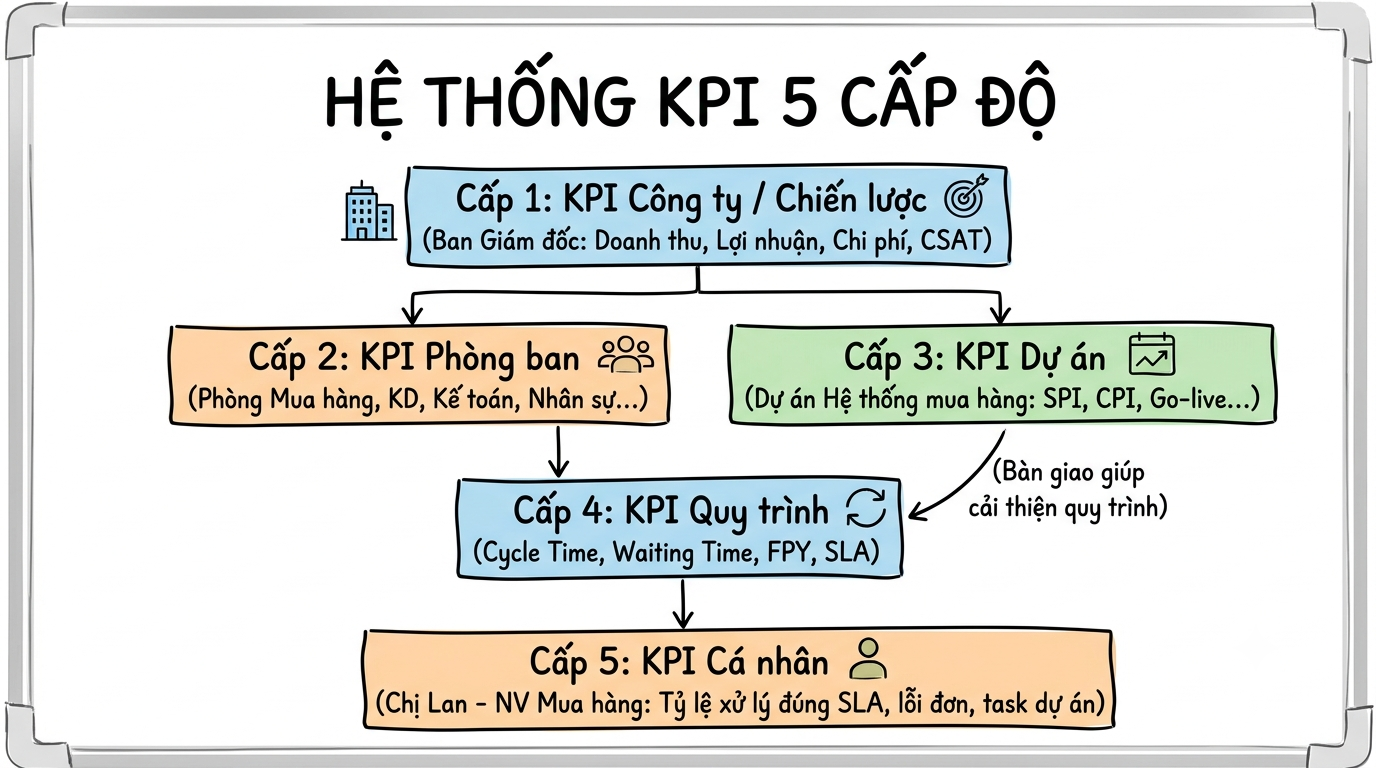 HỆ THỐNG KPI 5 CẤP ĐỘ
Cấp 1: KPI Công ty / Chiến lược
(Ban Giám đốc: Doanh thu, Lợi nhuận, Chi phí, CSAT)
Cấp 2: KPI Phòng ban
(Phòng Mua hàng, KD, Kế toán, Nhân sự...)
Cấp 3: KPI Dự án
(Dự án Hệ thống mua hàng: SPI, CPI, Go-live...)
(Bàn giao giúp
cải thiện quy trình)
Cấp 4: KPI Quy trình
(Cycle Time, Waiting Time, FPY, SLA)
Cấp 5: KPI Cá nhân
(Chị Lan - NV Mua hàng: Tỷ lệ xử lý đúng SLA, lỗi đơn, task dự án)